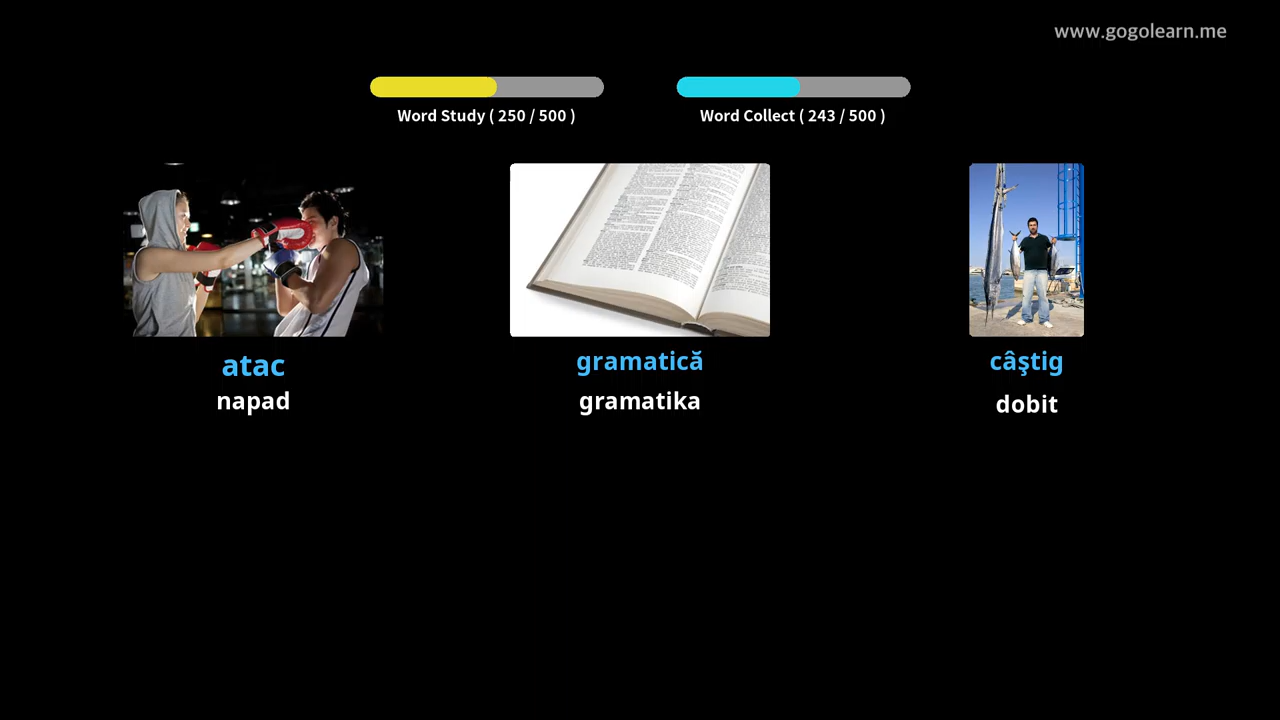 www.gogolearn.me
Word Study ( 250 / 500 )
Word Collect ( 243 / 500 )
atac
napad
gramatică
gramatika
câştig
dobit